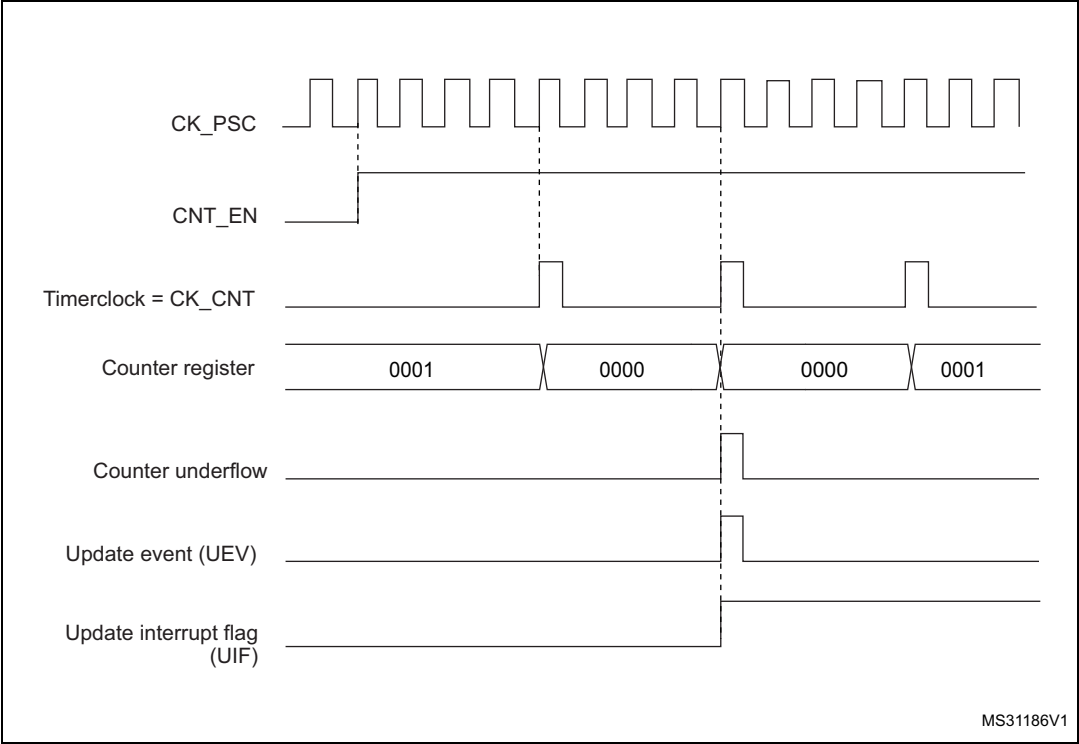 CK_PSC
CNT_EN
Timerclock = CK_CNT
Counter register
0001
0000
0000
0001
Counter underflow
Update event (UEV)
Update interrupt flag
(UIF)
MS31186V1